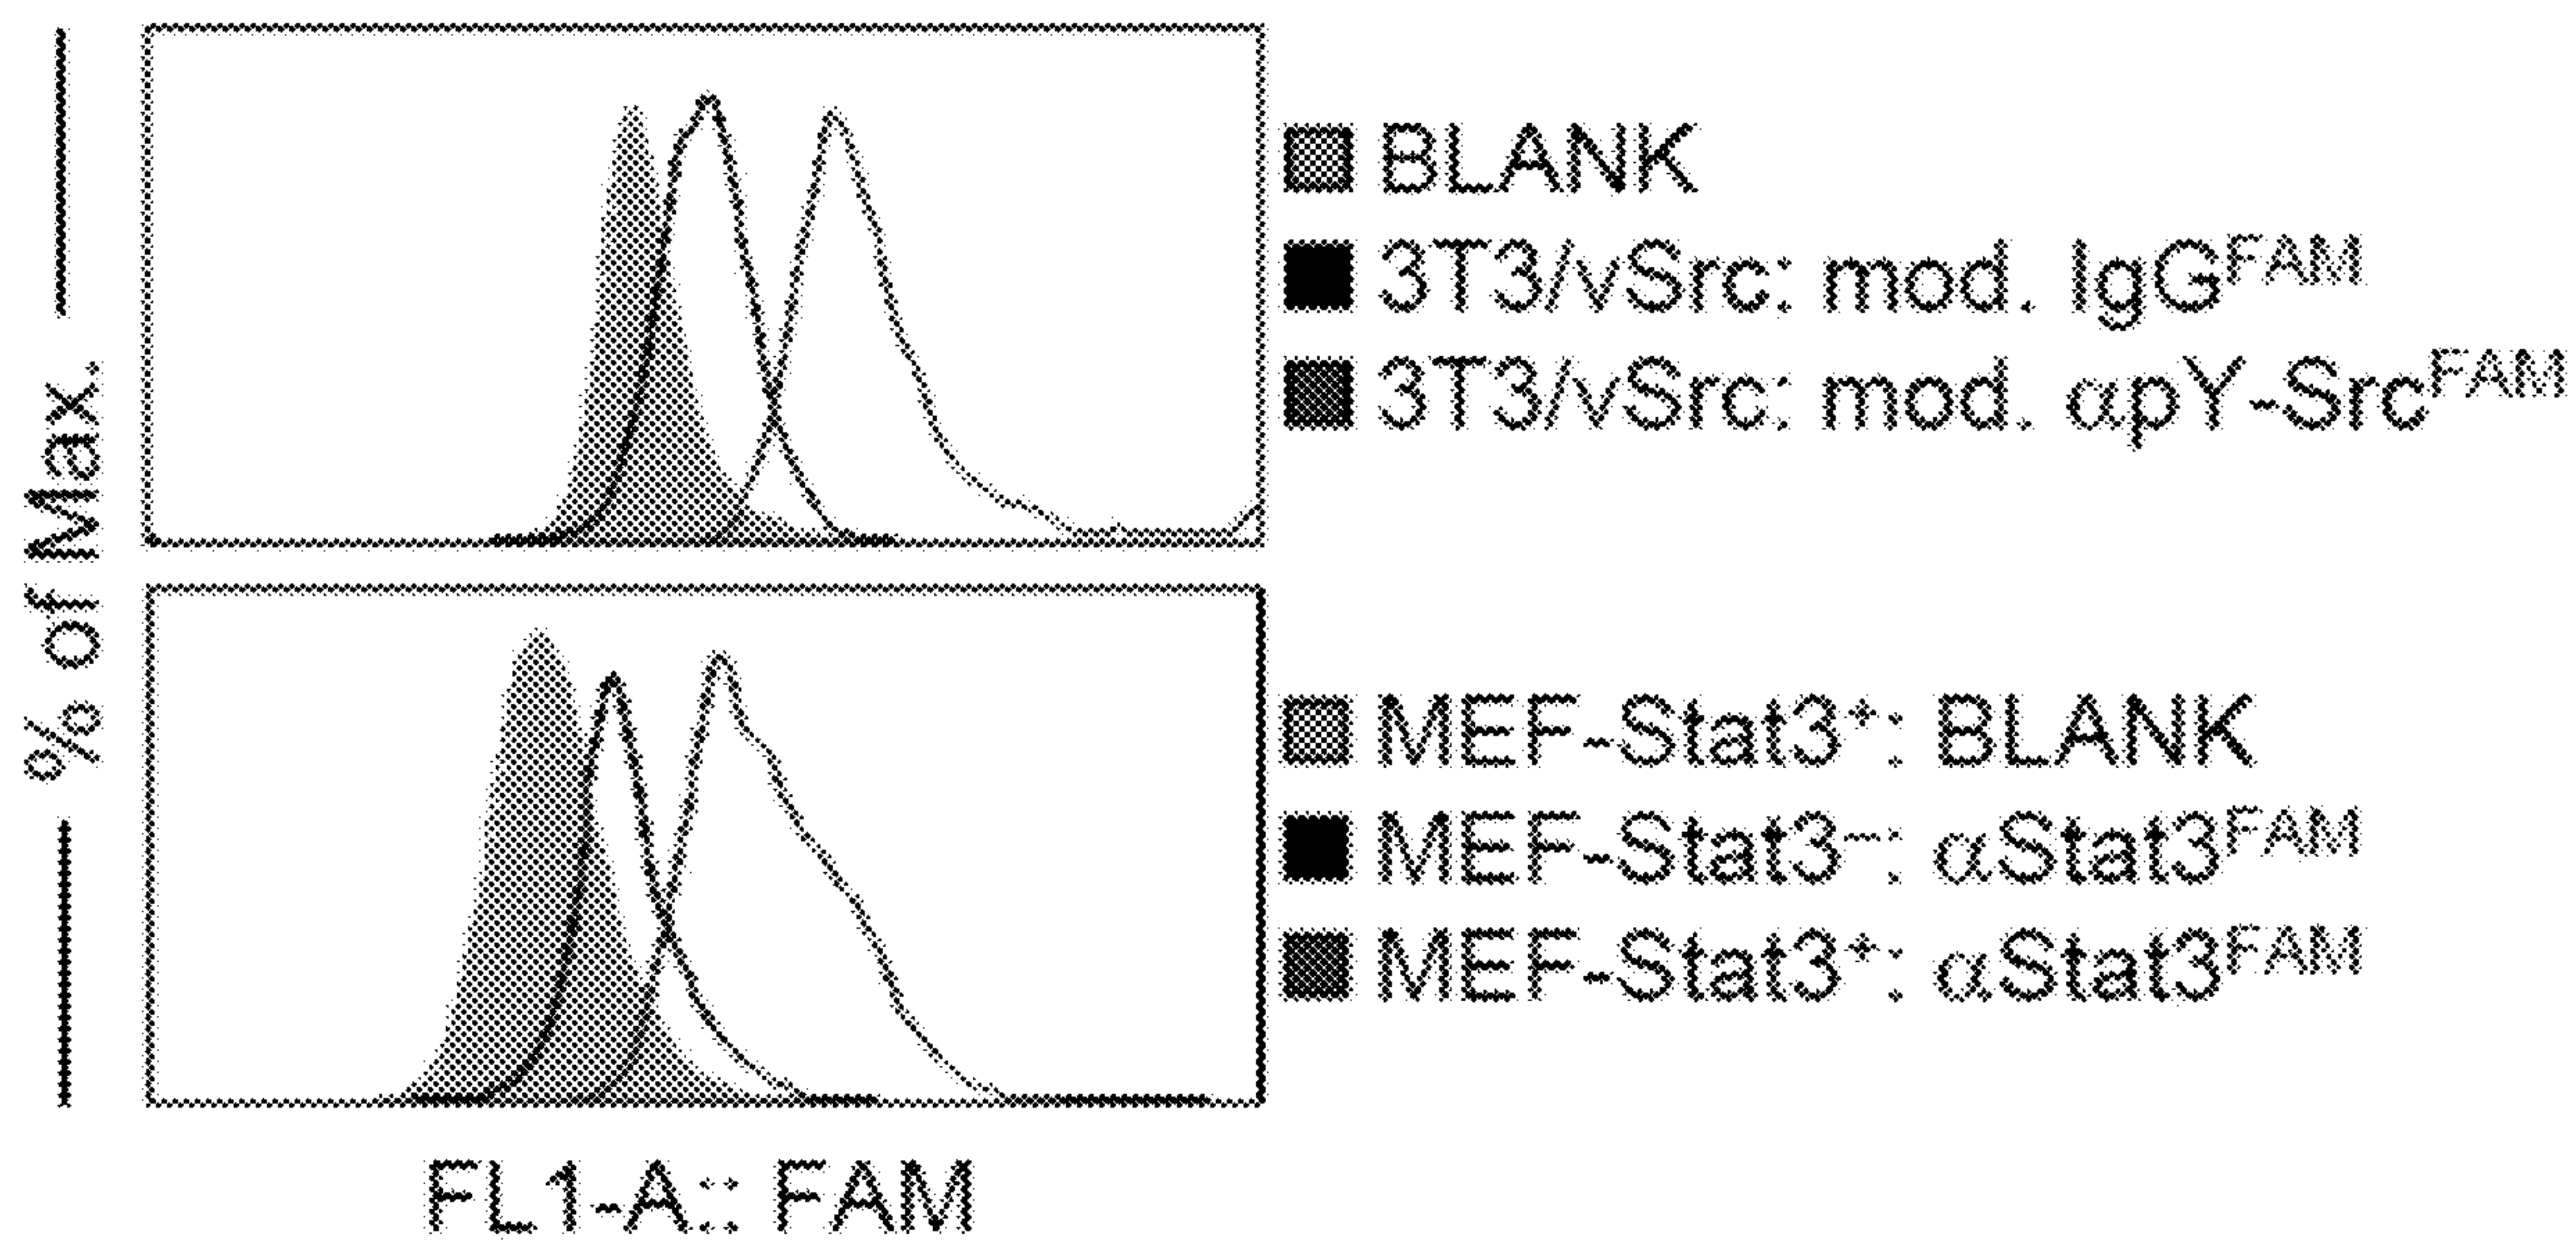 % of Max.
BLANK
3T3/vSrc: mod. IgG^FAM
3T3/vSrc: mod. αpY-Src^FAM
MEF-Stat3⁺: BLANK
MEF-Stat3⁻: αStat3^FAM
MEF-Stat3⁺: αStat3^FAM
FL1-A:: FAM